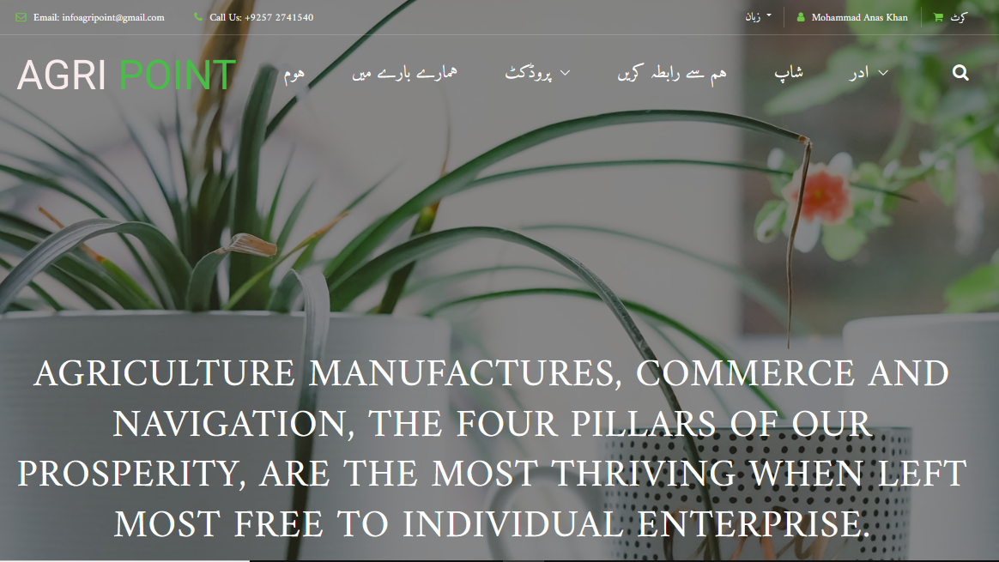 Email: infoagripoint@gmail.com
Call Us: +9257 2741540
زبان
Mohammad Anas Khan
کرٹ
AGRI POINT
ہوم
ہمارے بارے میں
پروڈکٹ
ہم سے رابطہ کریں
شاپ
ادر
AGRICULTURE MANUFACTURES, COMMERCE AND
NAVIGATION, THE FOUR PILLARS OF OUR
PROSPERITY, ARE THE MOST THRIVING WHEN LEFT
MOST FREE TO INDIVIDUAL ENTERPRISE.